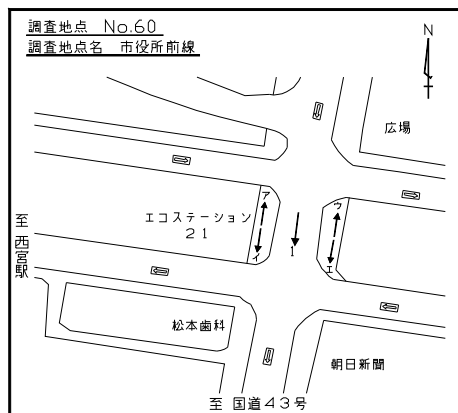 調査地点 No.60
調査地点名 市役所前線
N
広場
ア
ウ
エコステーション
21
1
イ
エ
至 西宮駅
松本歯科
朝日新聞
至 国道43号